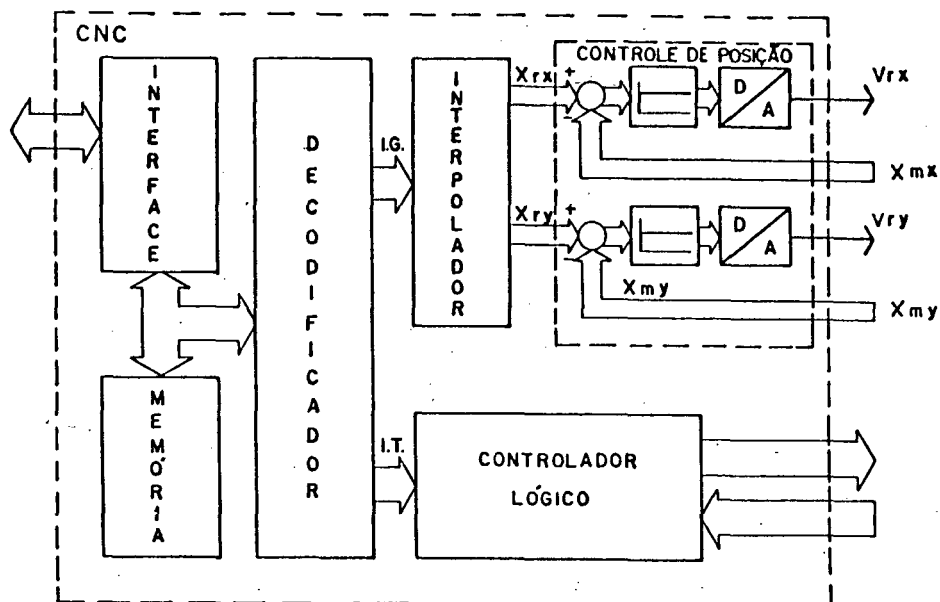 CNC
INTERFACE
MEMÓRIA
DECODIFICADOR
I.G.
I.T.
INTERPOLADOR
CONTROLE DE POSIÇÃO
Xrx
+
-
D
A
Vrx
Xmx
Xry
+
-
D
A
Vry
Xmy
Xmy
CONTROLADOR
LÓGICO